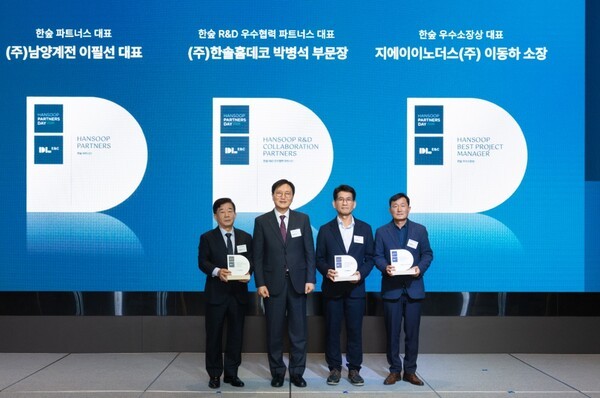 한숲 파트너스 대표
(주)남양계전 이필선 대표
HANSOOP
PARTNERS
DAY
DL E&C
HANSOOP
PARTNERS
한숲 R&D 우수협력 파트너스 대표
(주)한솔홈데코 박병석 부문장
HANSOOP
PARTNERS
DAY
DL E&C
HANSOOP R&D
COLLABORATION
PARTNERS
한숲 우수소장상 대표
지에이이노더스(주) 이동하 소장
HANSOOP
PARTNERS
DAY
DL E&C
HANSOOP
BEST PROJECT
MANAGER